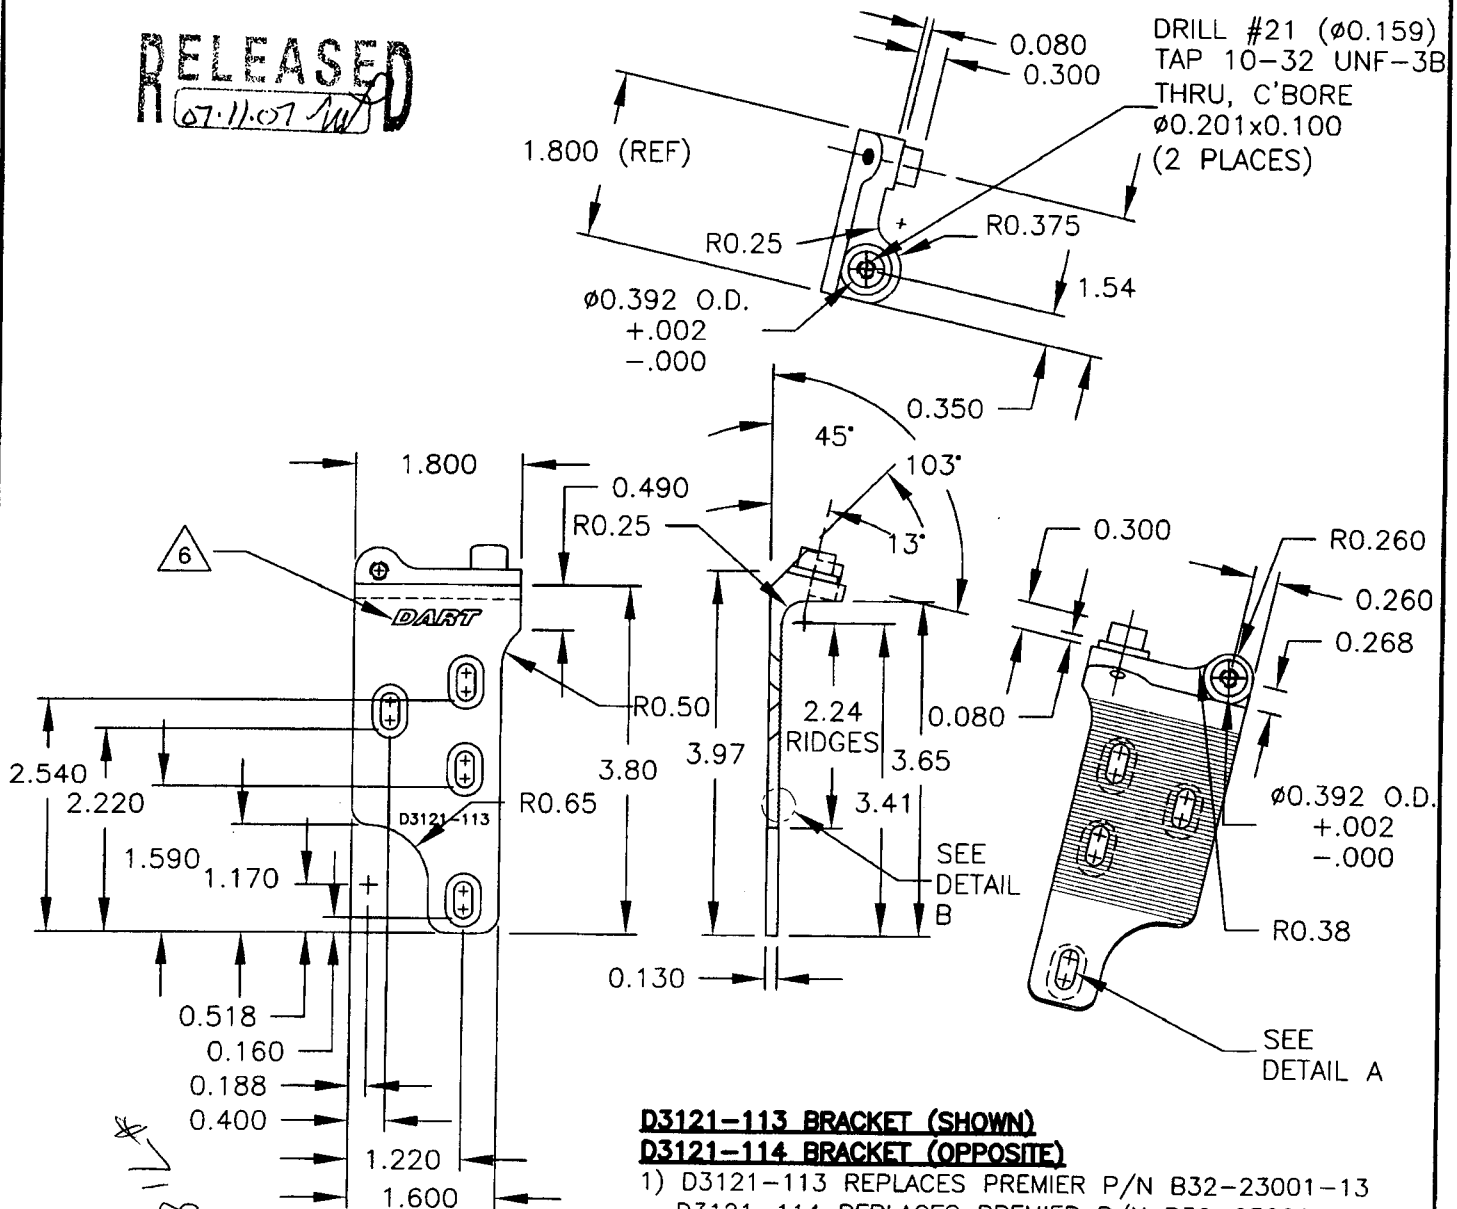 RELEASED
07.11.07
0.080
0.300
DRILL #21 (ø0.159)
TAP 10-32 UNF-3B
THRU, C'BORE
ø0.201x0.100
(2 PLACES)
1.800 (REF)
R0.25
R0.375
1.54
ø0.392 O.D.
+.002
-.000
0.350
45°
103°
13°
1.800
0.490
R0.25
6
DART
0.300
R0.260
0.260
0.268
0.080
R0.50
2.24
RIDGES
3.97
3.65
3.41
3.80
2.540
2.220
1.590
1.170
R0.65
D3121-113
ø0.392 O.D.
+.002
-.000
SEE
DETAIL
B
R0.38
0.130
0.518
0.160
0.188
0.400
1.220
1.600
SEE
DETAIL A
D3121-113 BRACKET (SHOWN)
D3121-114 BRACKET (OPPOSITE)
1) D3121-113 REPLACES PREMIER P/N B32-23001-13
D3121-114 REPLACES PREMIER P/N